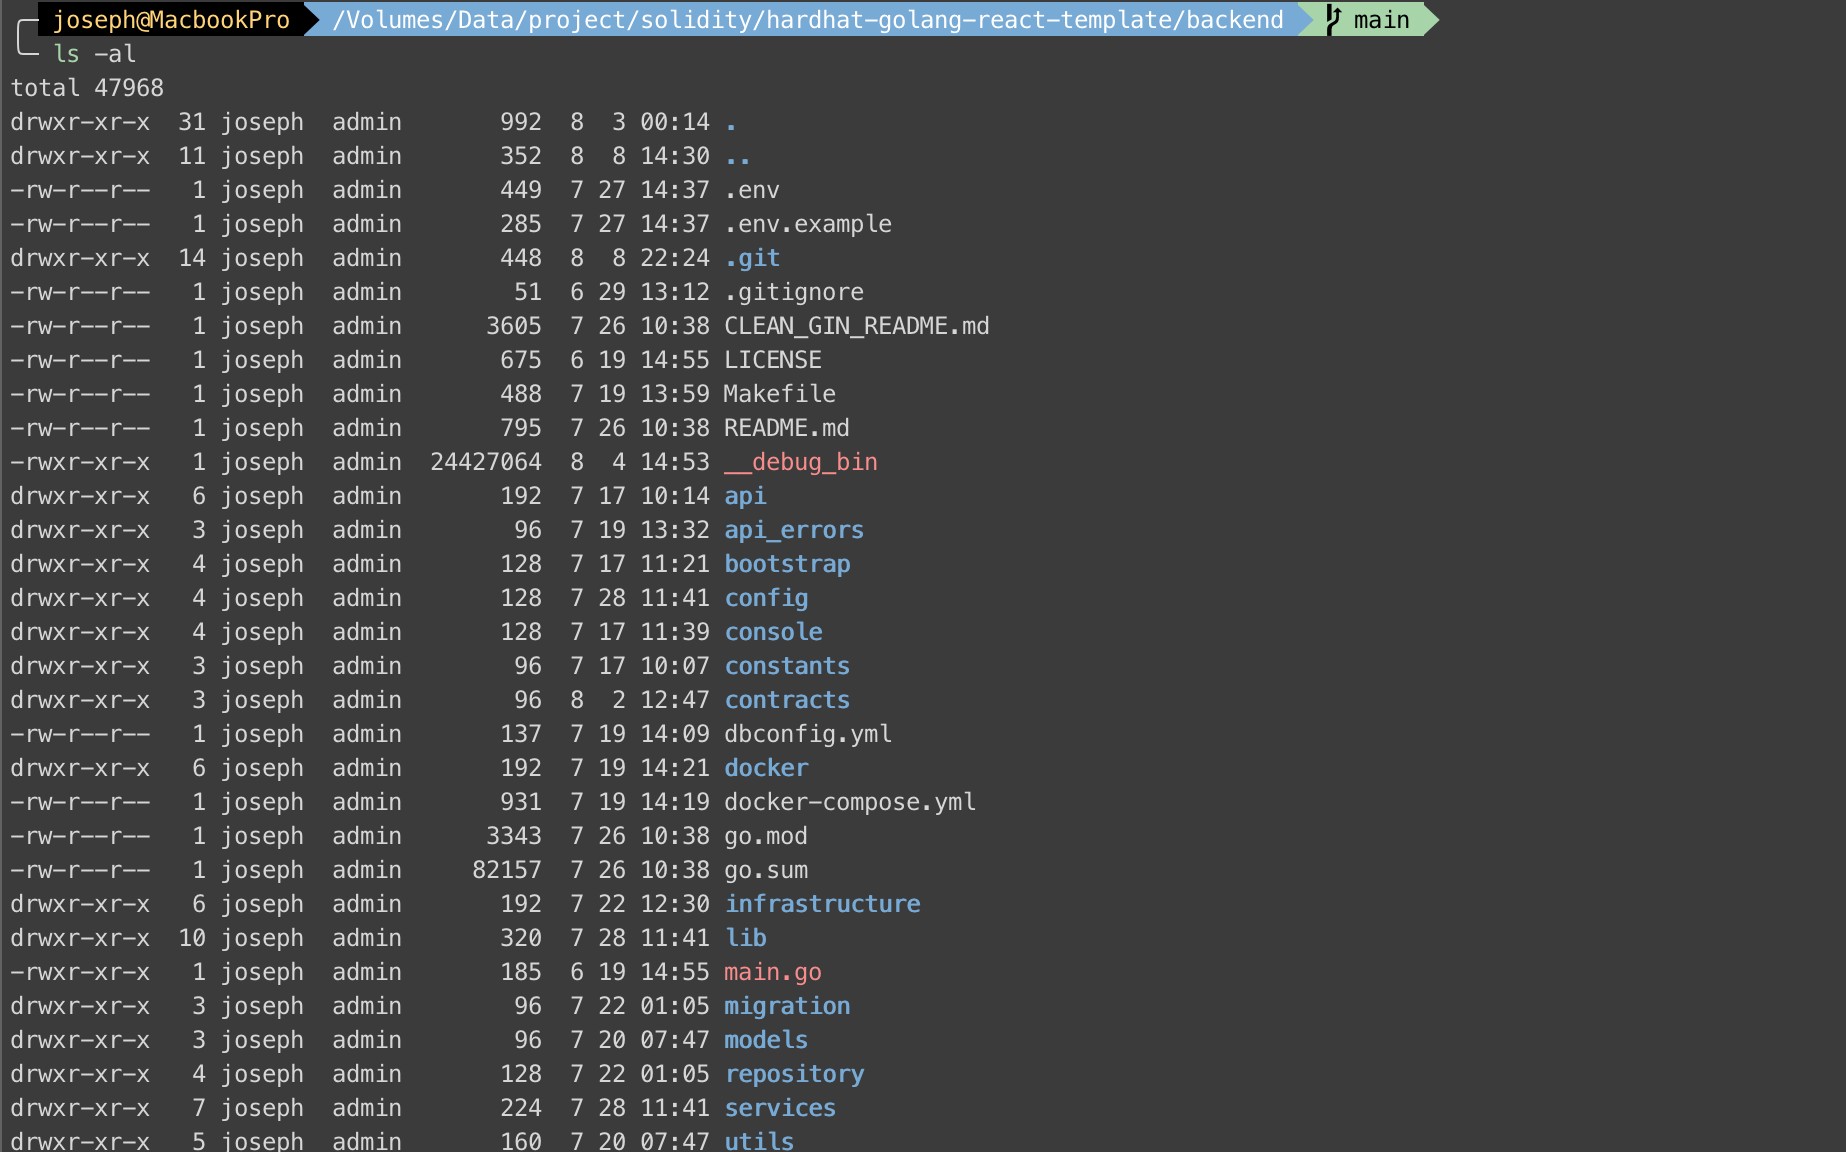 joseph@MacbookPro /Volumes/Data/project/solidity/hardhat-golang-react-template/backend main
ls -al
total 47968
drwxr-xr-x  31 joseph  admin       992  8  3 00:14 .
drwxr-xr-x  11 joseph  admin       352  8  8 14:30 ..
-rw-r--r--   1 joseph  admin       449  7 27 14:37 .env
-rw-r--r--   1 joseph  admin       285  7 27 14:37 .env.example
drwxr-xr-x  14 joseph  admin       448  8  8 22:24 .git
-rw-r--r--   1 joseph  admin        51  6 29 13:12 .gitignore
-rw-r--r--   1 joseph  admin      3605  7 26 10:38 CLEAN_GIN_README.md
-rw-r--r--   1 joseph  admin       675  6 19 14:55 LICENSE
-rw-r--r--   1 joseph  admin       488  7 19 13:59 Makefile
-rw-r--r--   1 joseph  admin       795  7 26 10:38 README.md
-rwxr-xr-x   1 joseph  admin  24427064  8  4 14:53 __debug_bin
drwxr-xr-x   6 joseph  admin       192  7 17 10:14 api
drwxr-xr-x   3 joseph  admin        96  7 19 13:32 api_errors
drwxr-xr-x   4 joseph  admin       128  7 17 11:21 bootstrap
drwxr-xr-x   4 joseph  admin       128  7 28 11:41 config
drwxr-xr-x   4 joseph  admin       128  7 17 11:39 console
drwxr-xr-x   3 joseph  admin        96  7 17 10:07 constants
drwxr-xr-x   3 joseph  admin        96  8  2 12:47 contracts
-rw-r--r--   1 joseph  admin       137  7 19 14:09 dbconfig.yml
drwxr-xr-x   6 joseph  admin       192  7 19 14:21 docker
-rw-r--r--   1 joseph  admin       931  7 19 14:19 docker-compose.yml
-rw-r--r--   1 joseph  admin      3343  7 26 10:38 go.mod
-rw-r--r--   1 joseph  admin     82157  7 26 10:38 go.sum
drwxr-xr-x   6 joseph  admin       192  7 22 12:30 infrastructure
drwxr-xr-x  10 joseph  admin       320  7 28 11:41 lib
-rwxr-xr-x   1 joseph  admin       185  6 19 14:55 main.go
drwxr-xr-x   3 joseph  admin        96  7 22 01:05 migration
drwxr-xr-x   3 joseph  admin        96  7 20 07:47 models
drwxr-xr-x   4 joseph  admin       128  7 22 01:05 repository
drwxr-xr-x   7 joseph  admin       224  7 28 11:41 services
drwxr-xr-x   5 joseph  admin       160  7 20 07:47 utils